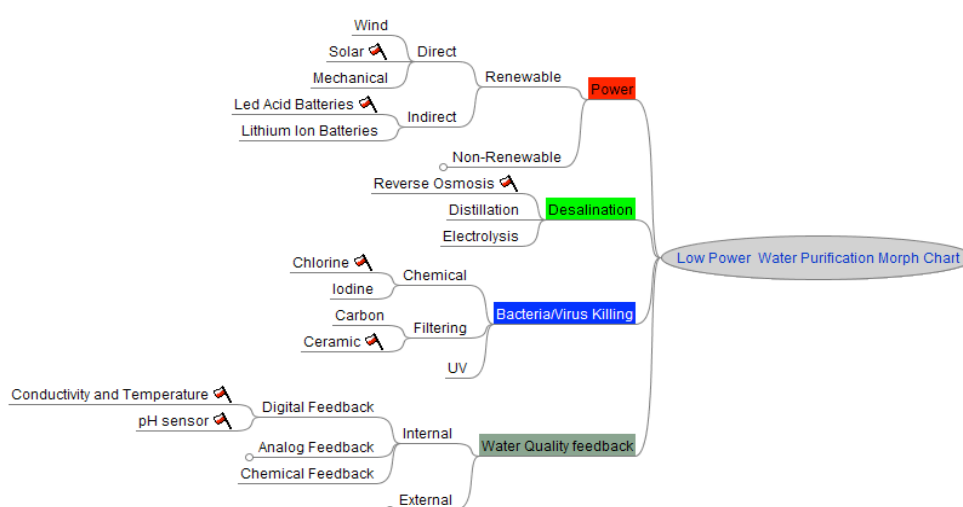 Wind
Solar
Direct
Mechanical
Renewable
Power
Led Acid Batteries
Indirect
Lithium Ion Batteries
Non-Renewable
Reverse Osmosis
Distillation
Desalination
Electrolysis
Low Power  Water Purification Morph Chart
Chlorine
Chemical
Iodine
Bacteria/Virus Killing
Carbon
Filtering
Ceramic
UV
Conductivity and Temperature
Digital Feedback
pH sensor
Internal
Water Quality feedback
Analog Feedback
Chemical Feedback
External